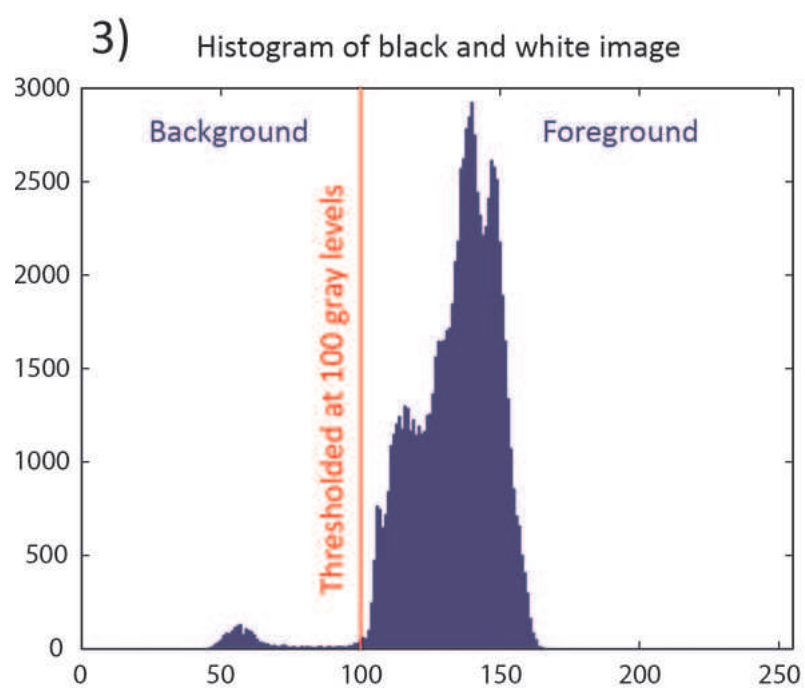 3)
Histogram of black and white image
3000
2500
2000
1500
1000
500
0
Background
Foreground
Thresholded at 100 gray levels
0 50 100 150 200 250